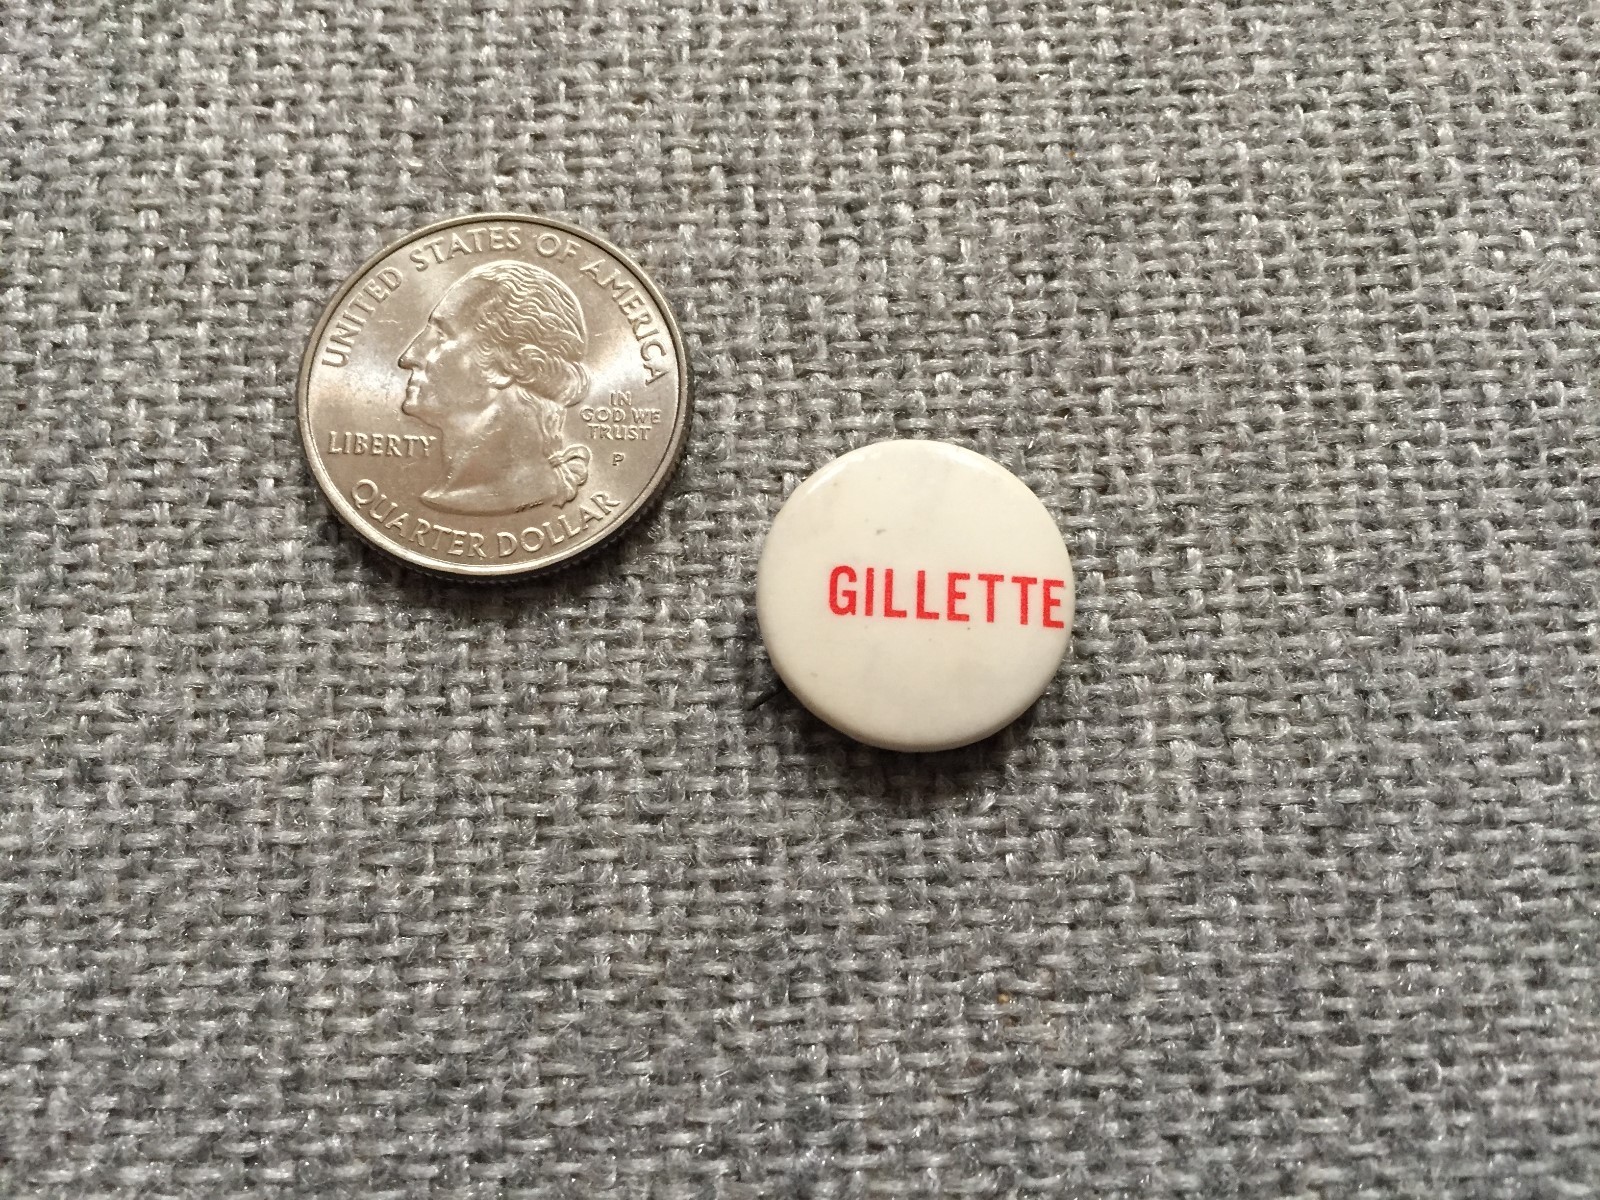 UNITED STATES OF AMERICA
LIBERTY
IN
GOD WE
TRUST
P
QUARTER DOLLAR
GILLETTE